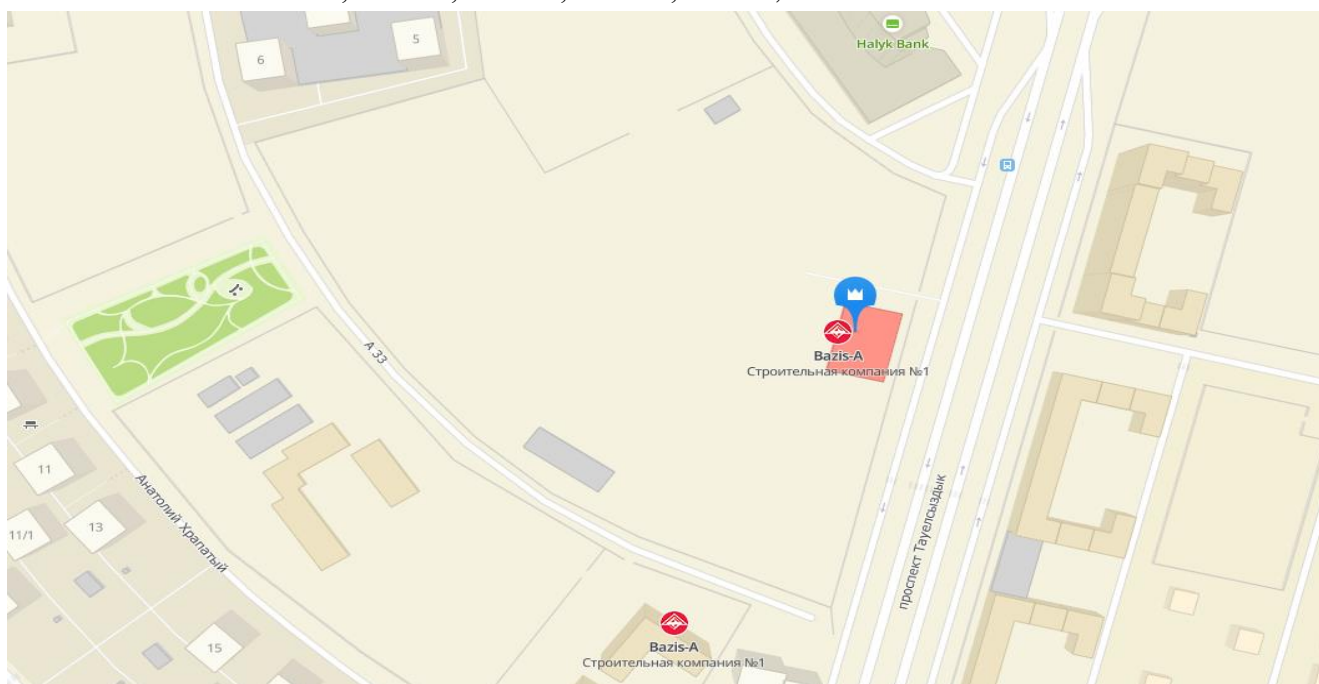 Halyk Bank
5
6
Bazis-A
Строительная компания №1
А 33
11
Анатолий Храпатый
13
11/1
проспект Тауелсыздык
15
Bazis-A
Строительная компания №1